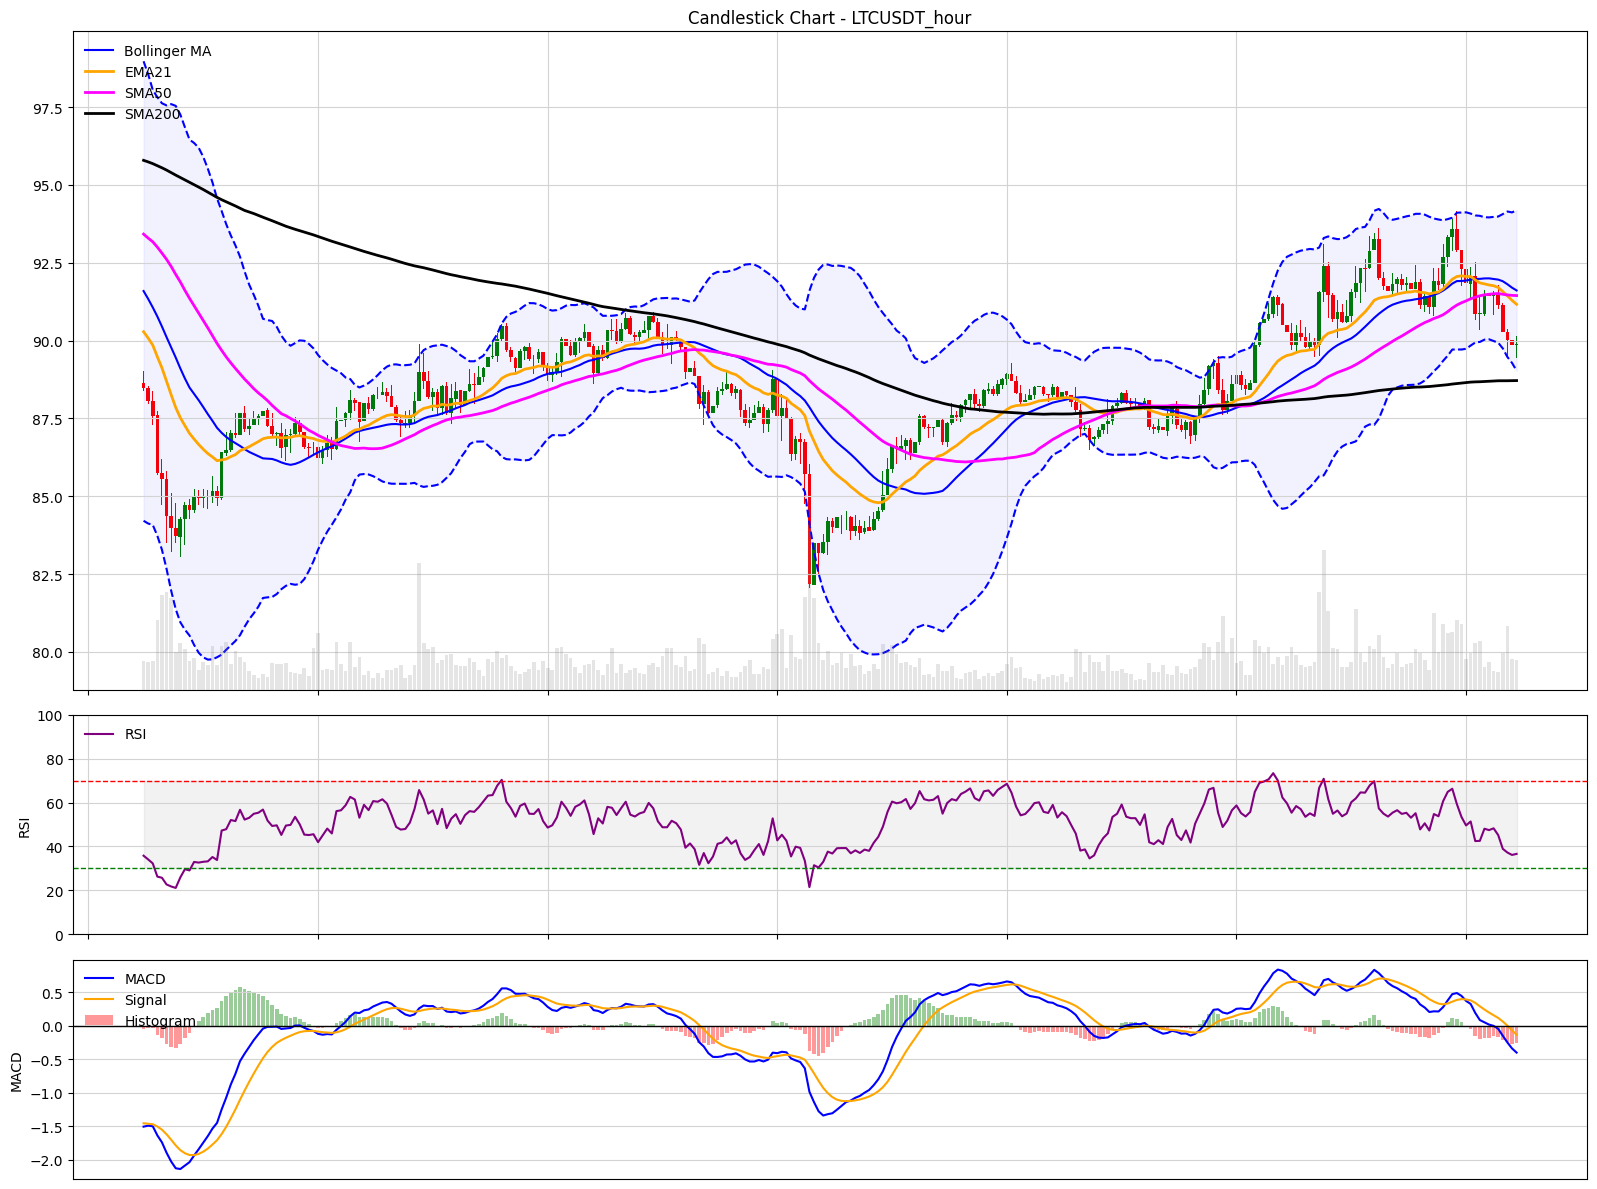 Candlestick Chart - LTCUSDT_hour
Bollinger MA
EMA21
SMA50
SMA200
97.5
95.0
92.5
90.0
87.5
85.0
82.5
80.0
RSI
100
80
60
40
20
0
RSI
MACD
Signal
Histogram
0.5
0.0
−0.5
−1.0
−1.5
−2.0
MACD